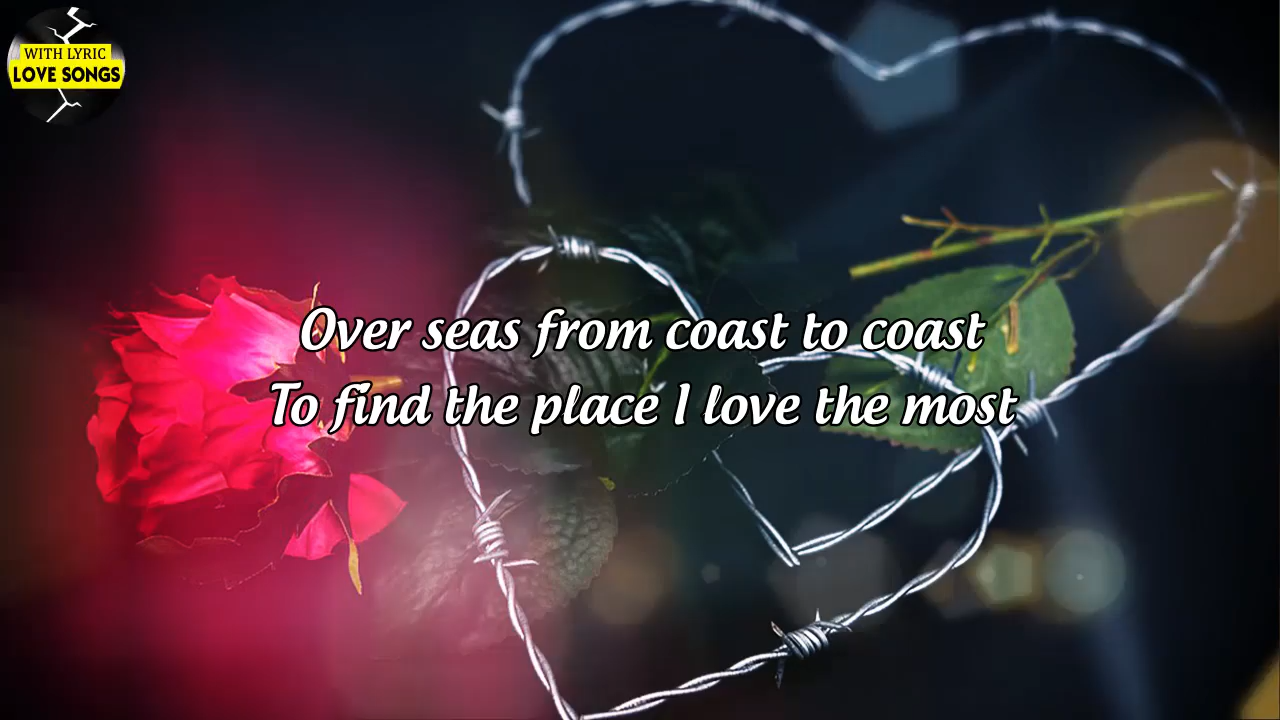 WITH LYRIC
LOVE SONGS
Over seas from coast to coast
To find the place I love the most